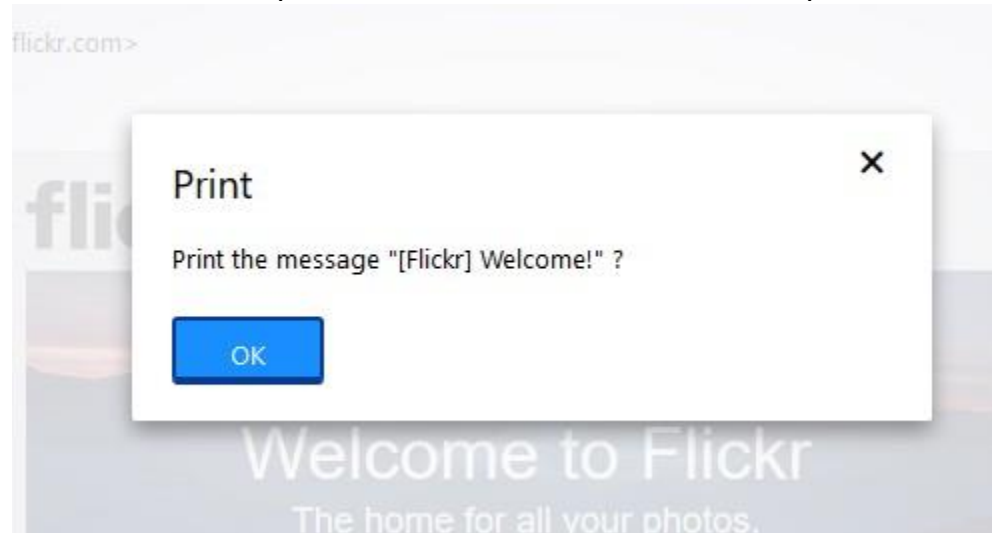 flickr.com>
Print
Print the message "[Flickr] Welcome!" ?
OK
Welcome to Flickr
The home for all your photos.